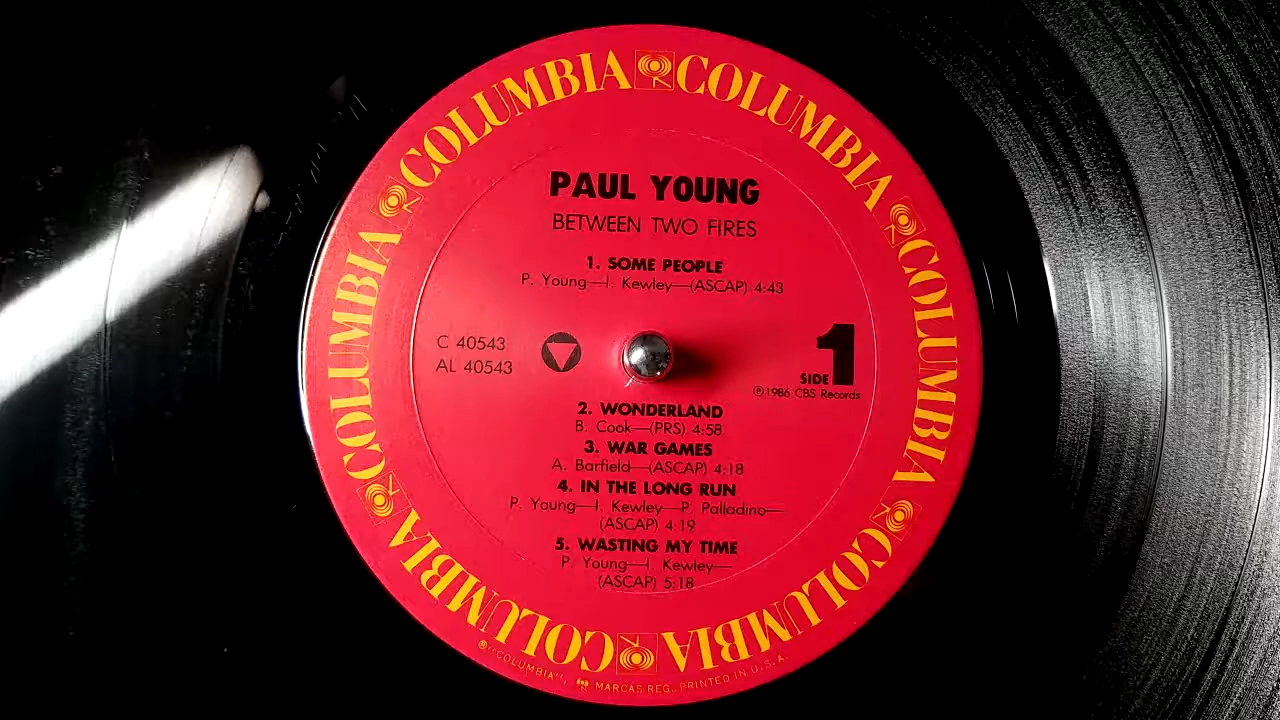 COLUMBIA COLUMBIA COLUMBIA COLUMBIA COLUMBIA COLUMBIA
PAUL YOUNG
BETWEEN TWO FIRES
1. SOME PEOPLE
P. Young—I. Kewley—(ASCAP) 4:43
C 40543
AL 40543
SIDE 1
℗1986 CBS Records
2. WONDERLAND
B. Cook—(PRS) 4:58
3. WAR GAMES
A. Barfield—(ASCAP) 4:18
4. IN THE LONG RUN
P. Young—I. Kewley—P. Palladino—
(ASCAP) 4:19
5. WASTING MY TIME
P. Young—I. Kewley—
(ASCAP) 5:18
®"COLUMBIA", MARCAS REG. PRINTED IN U.S.A.